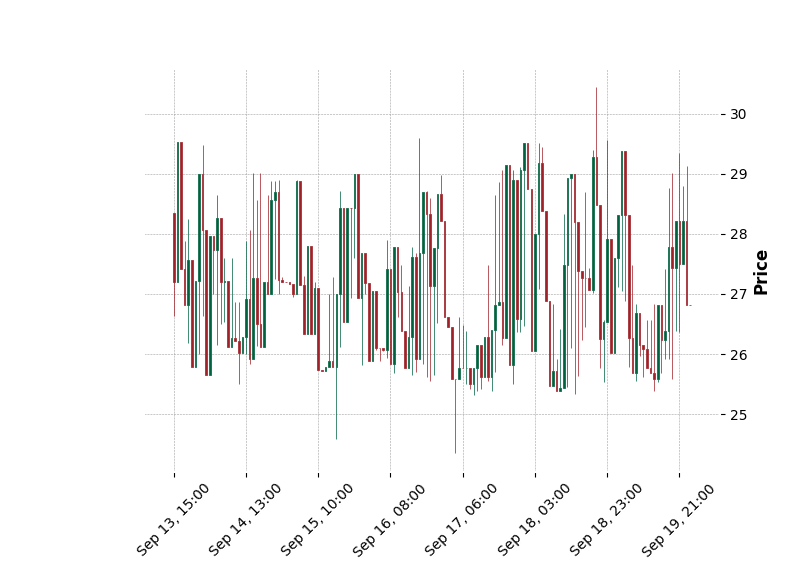 30
29
28
27
26
25
Price
Sep 13, 15:00
Sep 14, 13:00
Sep 15, 10:00
Sep 16, 08:00
Sep 17, 06:00
Sep 18, 03:00
Sep 18, 23:00
Sep 19, 21:00